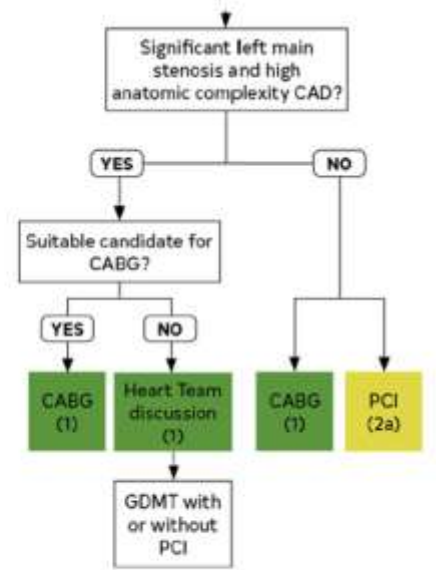 Significant left main
stenosis and high
anatomic complexity CAD?
YES
NO
Suitable candidate for
CABG?
YES
NO
CABG
(1)
Heart Team
discussion
(1)
CABG
(1)
PCI
(2a)
GDMT with
or without
PCI